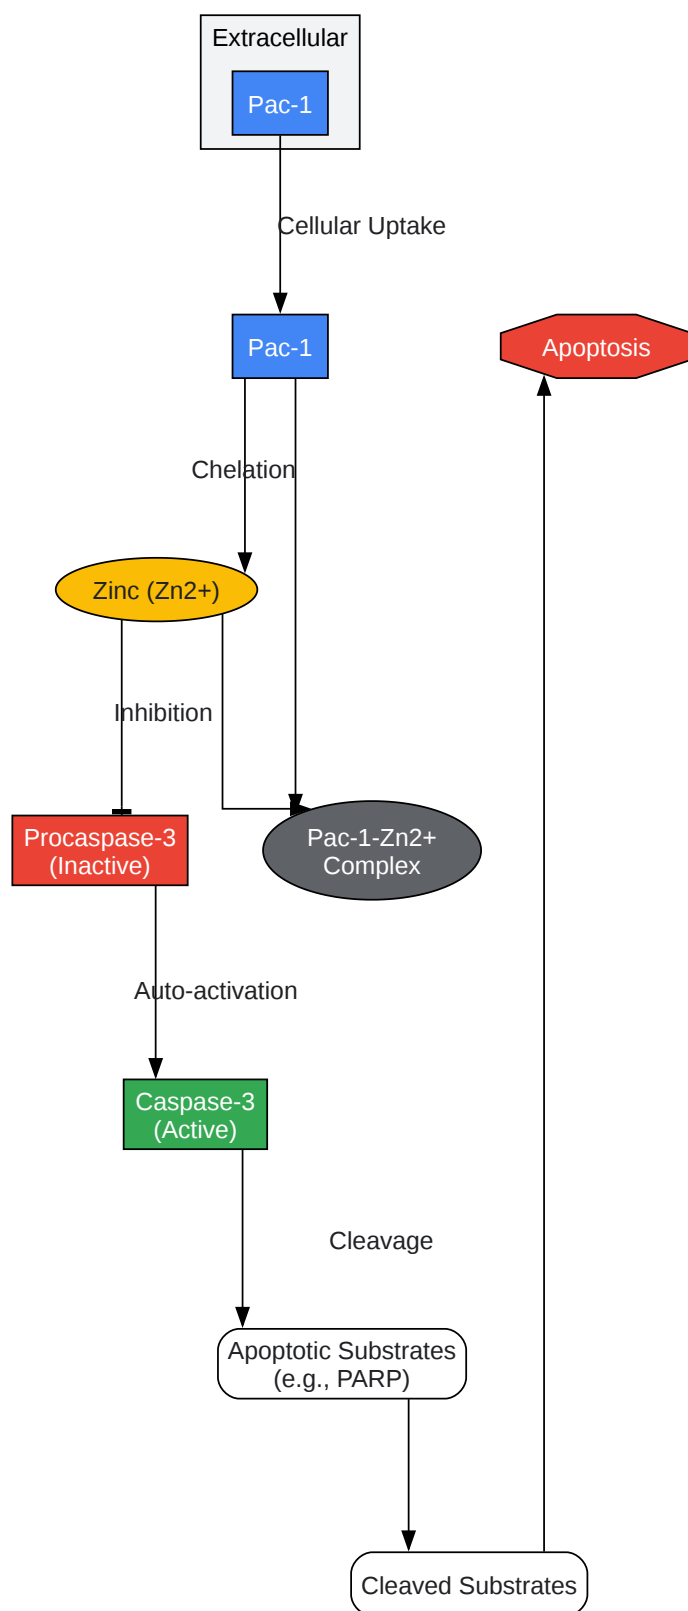 Extracellular
Pac-1
Cellular Uptake
Pac-1
Apoptosis
Chelation
Zinc (Zn2+)
Inhibition
Procaspase-3
(Inactive)
Pac-1-Zn2+
Complex
Auto-activation
Caspase-3
(Active)
Cleavage
Apoptotic Substrates
(e.g., PARP)
Cleaved Substrates